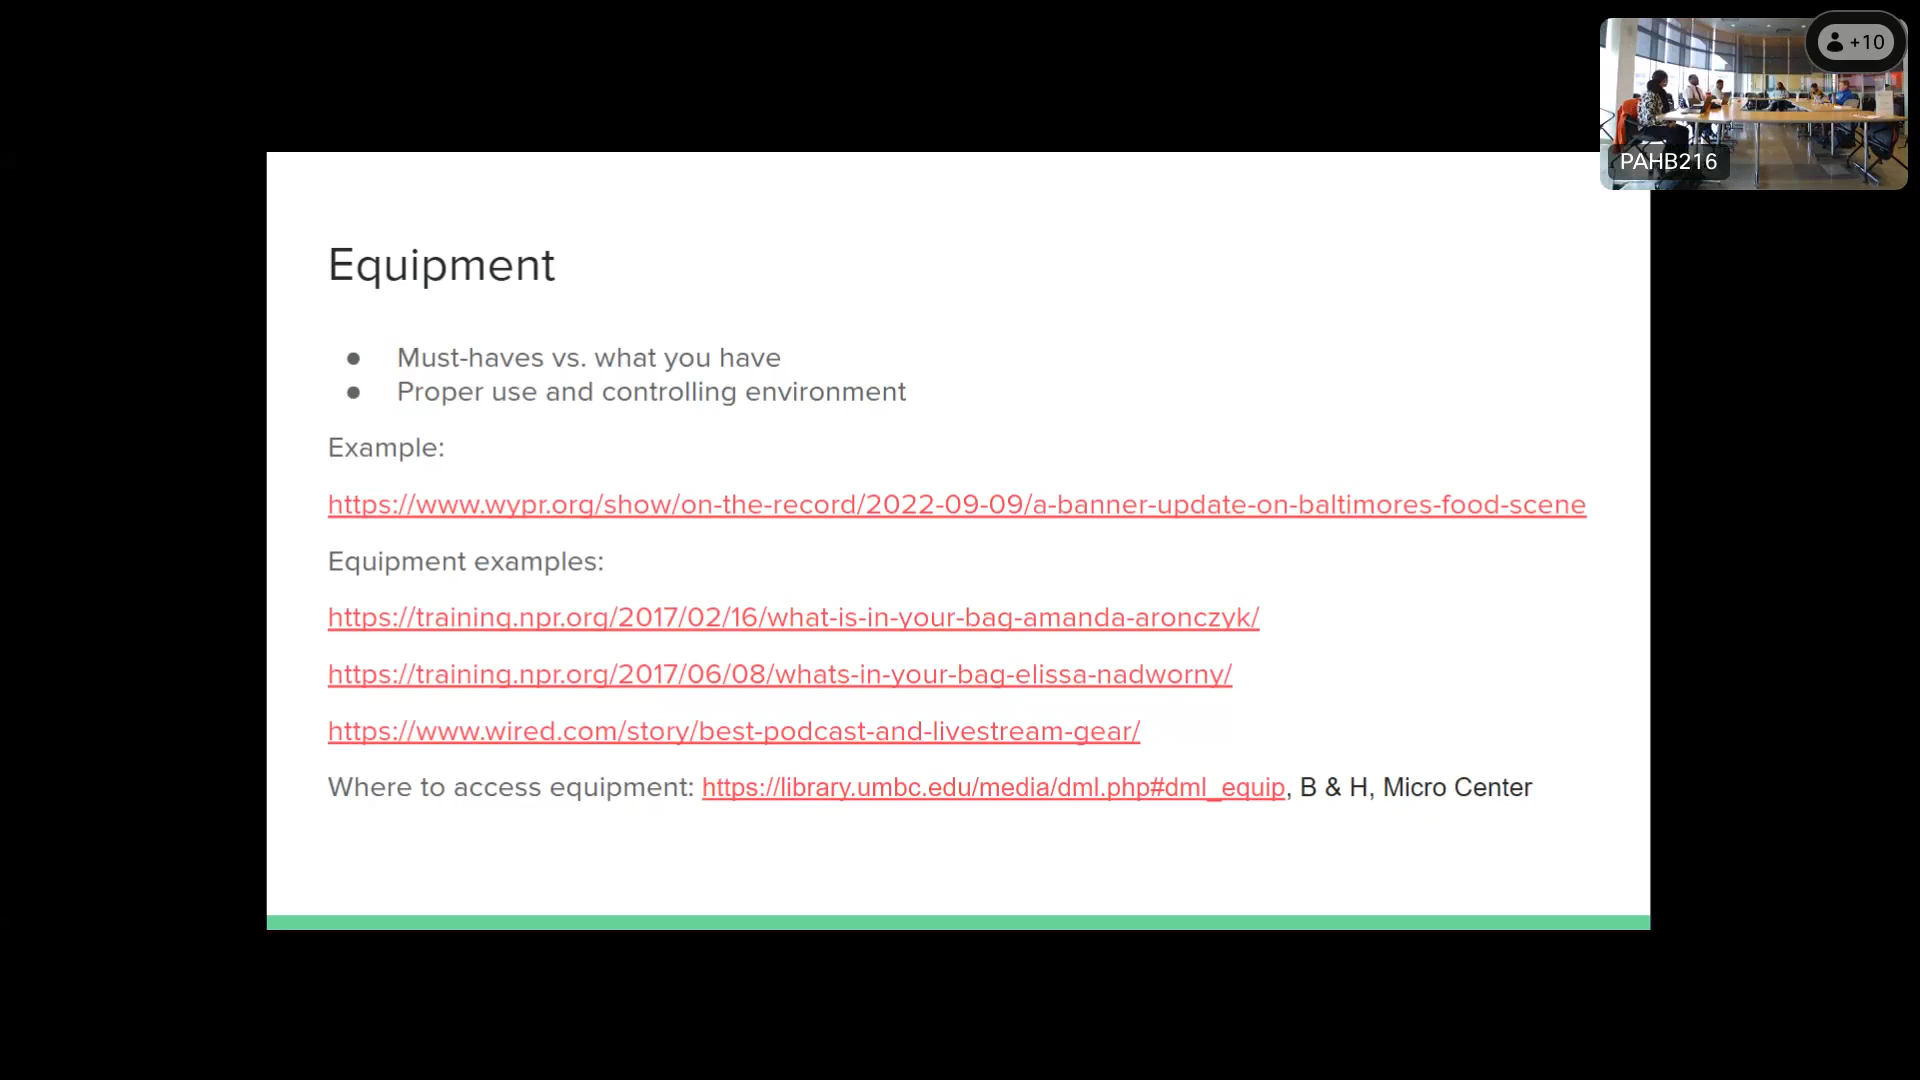 +10
PAHB216
Equipment
● Must-haves vs. what you have
● Proper use and controlling environment
Example:
https://www.wypr.org/show/on-the-record/2022-09-09/a-banner-update-on-baltimores-food-scene
Equipment examples:
https://training.npr.org/2017/02/16/what-is-in-your-bag-amanda-aronczyk/
https://training.npr.org/2017/06/08/whats-in-your-bag-elissa-nadworny/
https://www.wired.com/story/best-podcast-and-livestream-gear/
Where to access equipment: https://library.umbc.edu/media/dml.php#dml_equip, B & H, Micro Center